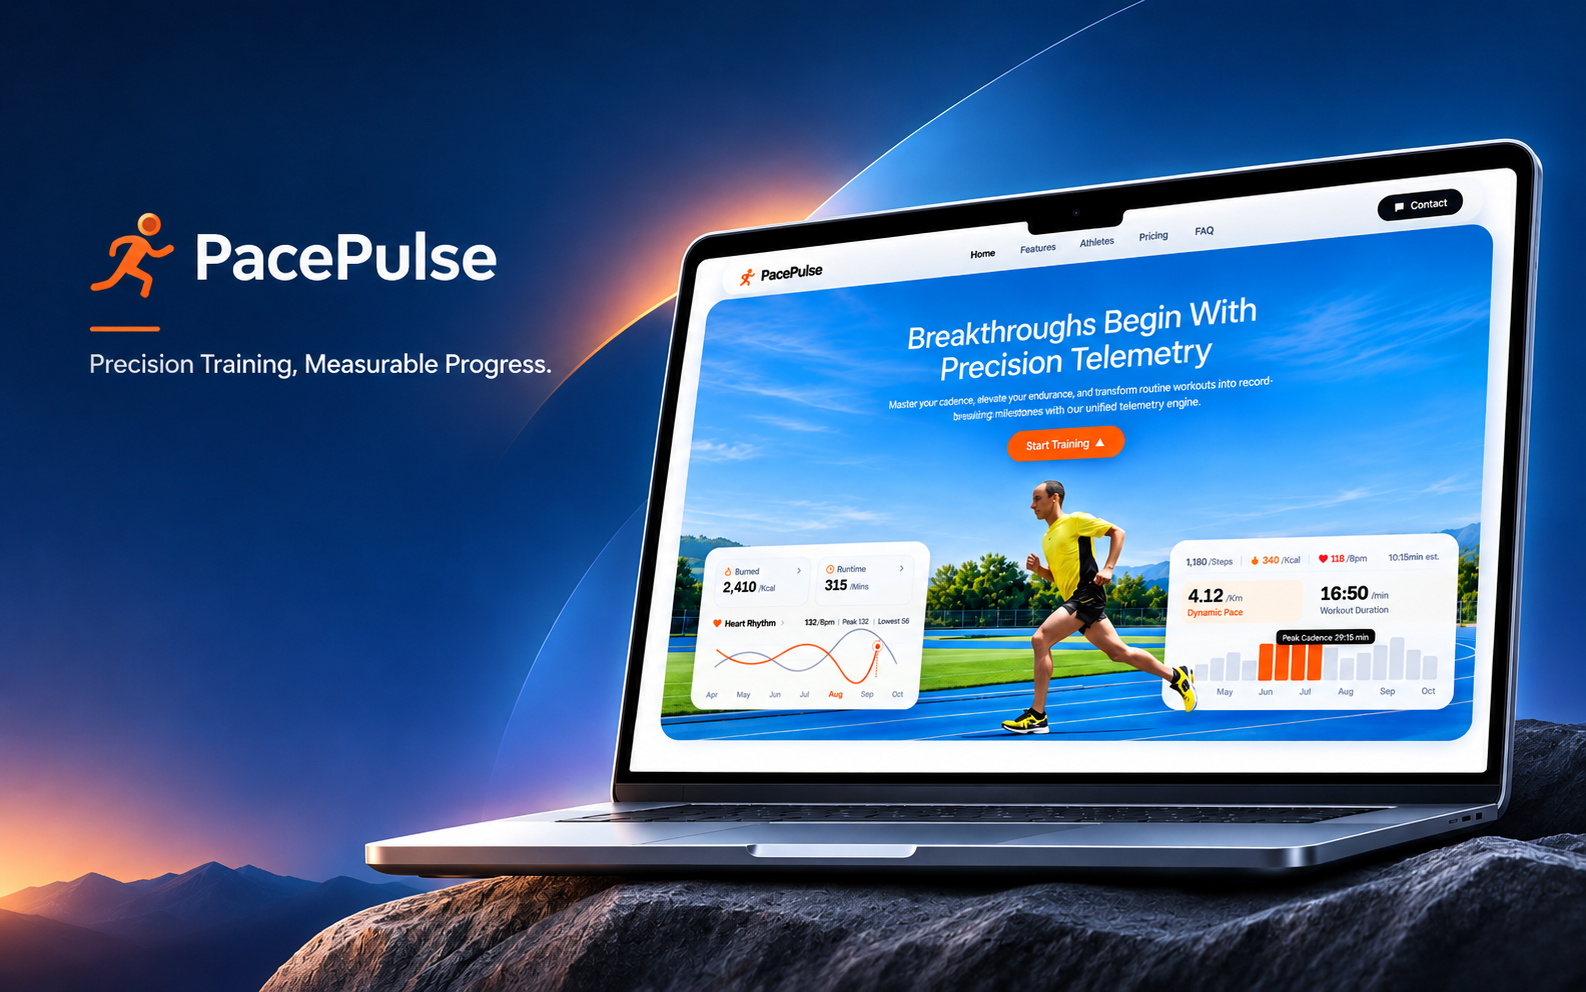 PacePulse
Precision Training, Measurable Progress.
PacePulse
Home
Features
Athletes
Pricing
FAQ
Contact
Breakthroughs Begin With
Precision Telemetry
Master your cadence, elevate your endurance, and transform routine workouts into record-
breaking milestones with our unified telemetry engine.
Start Training
Burned
2,410 /Kcal
Runtime
315 /Mins
Heart Rhythm
132/Bpm | Peak 132 | Lowest 56
Apr May Jun Jul Aug Sep Oct
1,180 /Steps 340 /Kcal 118 /Bpm 10:15min est.
4.12 /Km
Dynamic Pace
16:50 /min
Workout Duration
Peak Cadence 29:15 min
May Jun Jul Aug Sep Oct